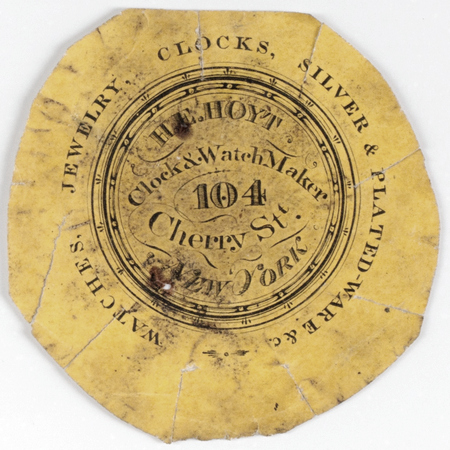 WATCHES, JEWELRY, CLOCKS, SILVER & PLATED-WARE, &c.
H.E. HOYT
Clock & Watch Maker
104
Cherry St.
NEW YORK